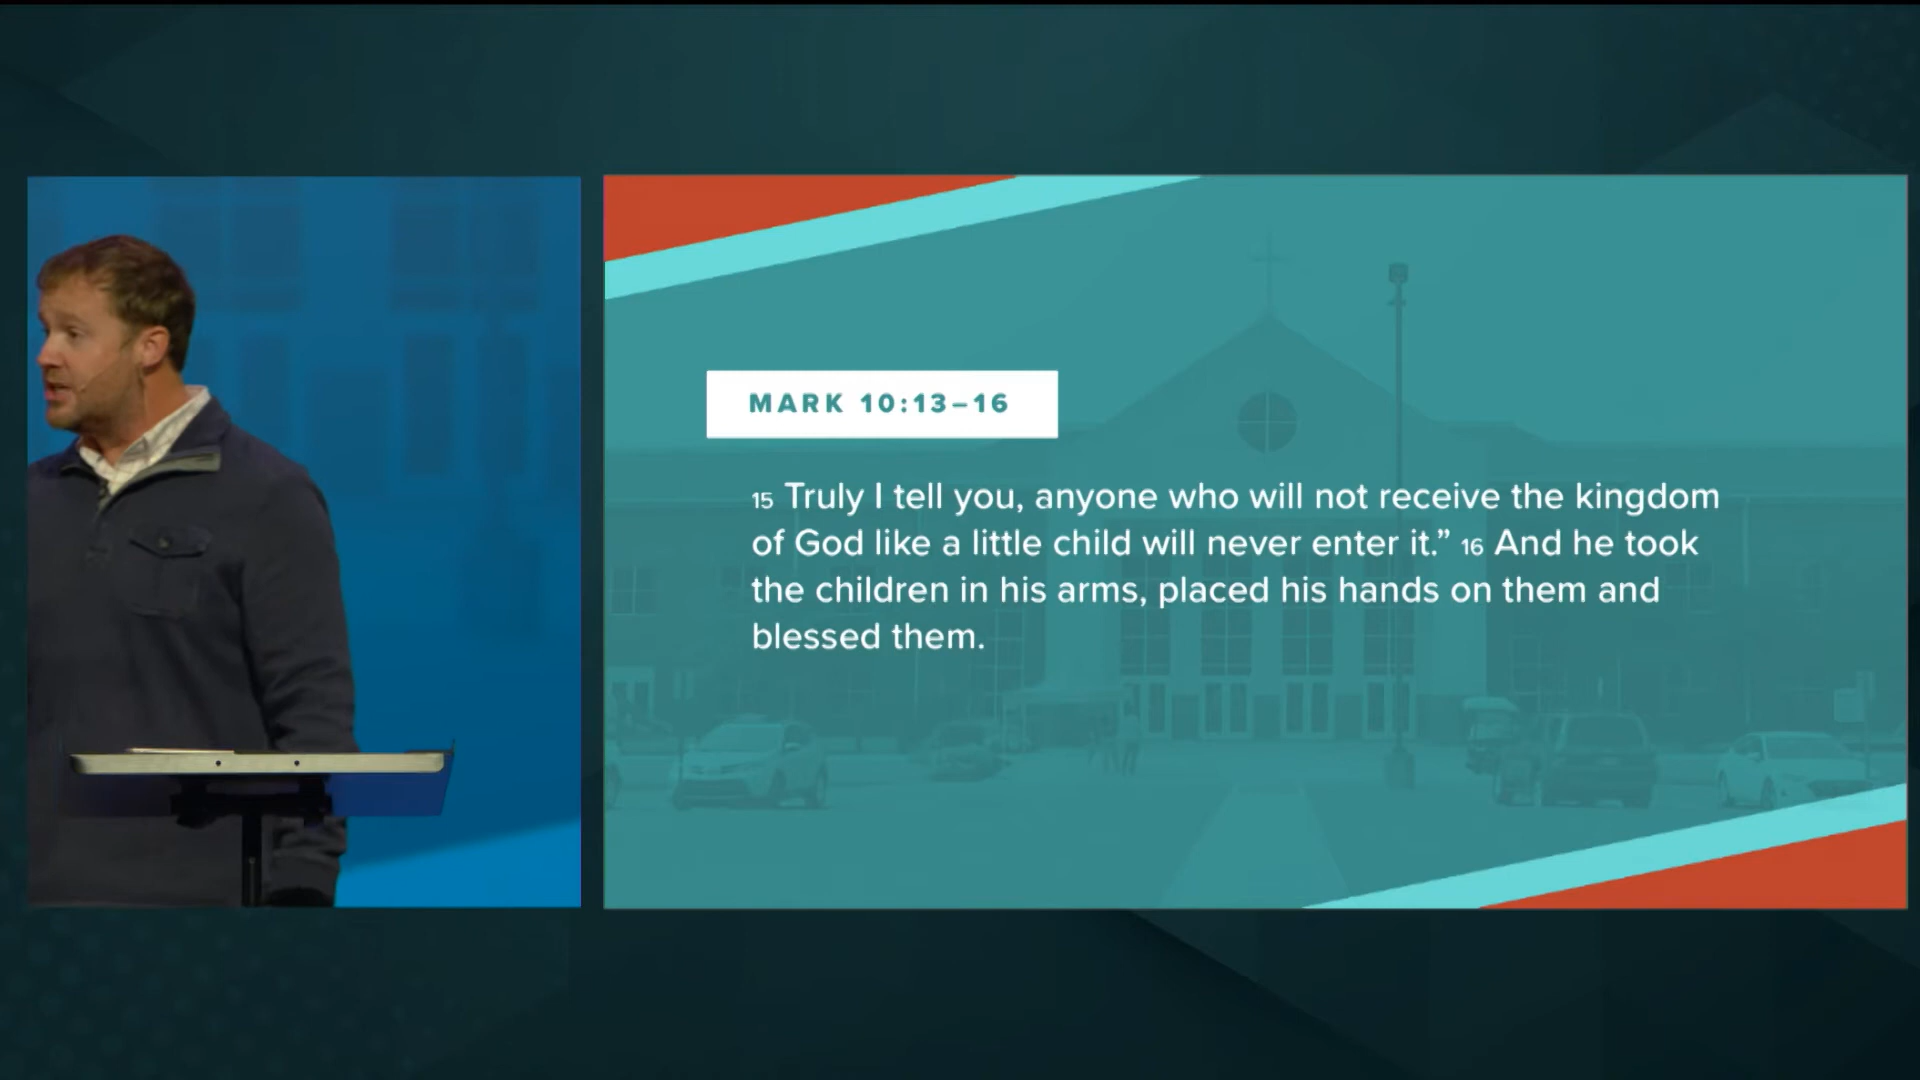 MARK 10:13–16
15 Truly I tell you, anyone who will not receive the kingdom
of God like a little child will never enter it.” 16 And he took
the children in his arms, placed his hands on them and
blessed them.